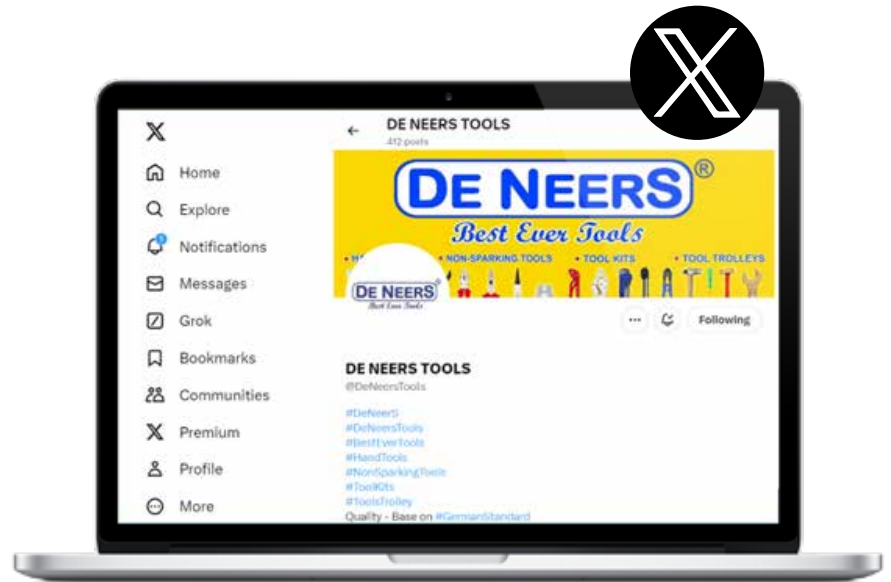 X
DE NEERS TOOLS
412 posts
Home
Explore
Notifications
Messages
Grok
Bookmarks
Communities
Premium
Profile
More
DE NEERS®
Best Ever Tools
• NON-SPARKING TOOLS • TOOL KITS • TOOL TROLLEYS
DE NEERS
Best Ever Tools
Following
DE NEERS TOOLS
@DeNeersTools
#DeNeerS
#DeNeersTools
#BestEverTools
#HandTools
#NonSparkingTools
#ToolKits
#ToolsTrolley
Quality - Base on #GermanStandard